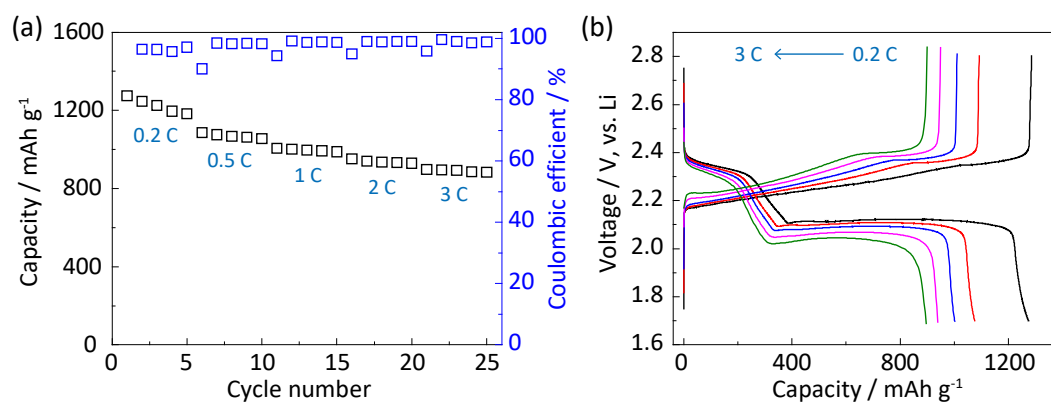 (a)
1600
1200
800
400
0
Capacity / mAh g⁻¹
0.2 C
0.5 C
1 C
2 C
3 C
0
5
10
15
20
25
Cycle number
100
80
60
40
20
0
Coulombic efficient / %
(b)
3 C
0.2 C
2.8
2.6
2.4
2.2
2.0
1.8
1.6
Voltage / V, vs. Li
0
400
800
1200
Capacity / mAh g⁻¹